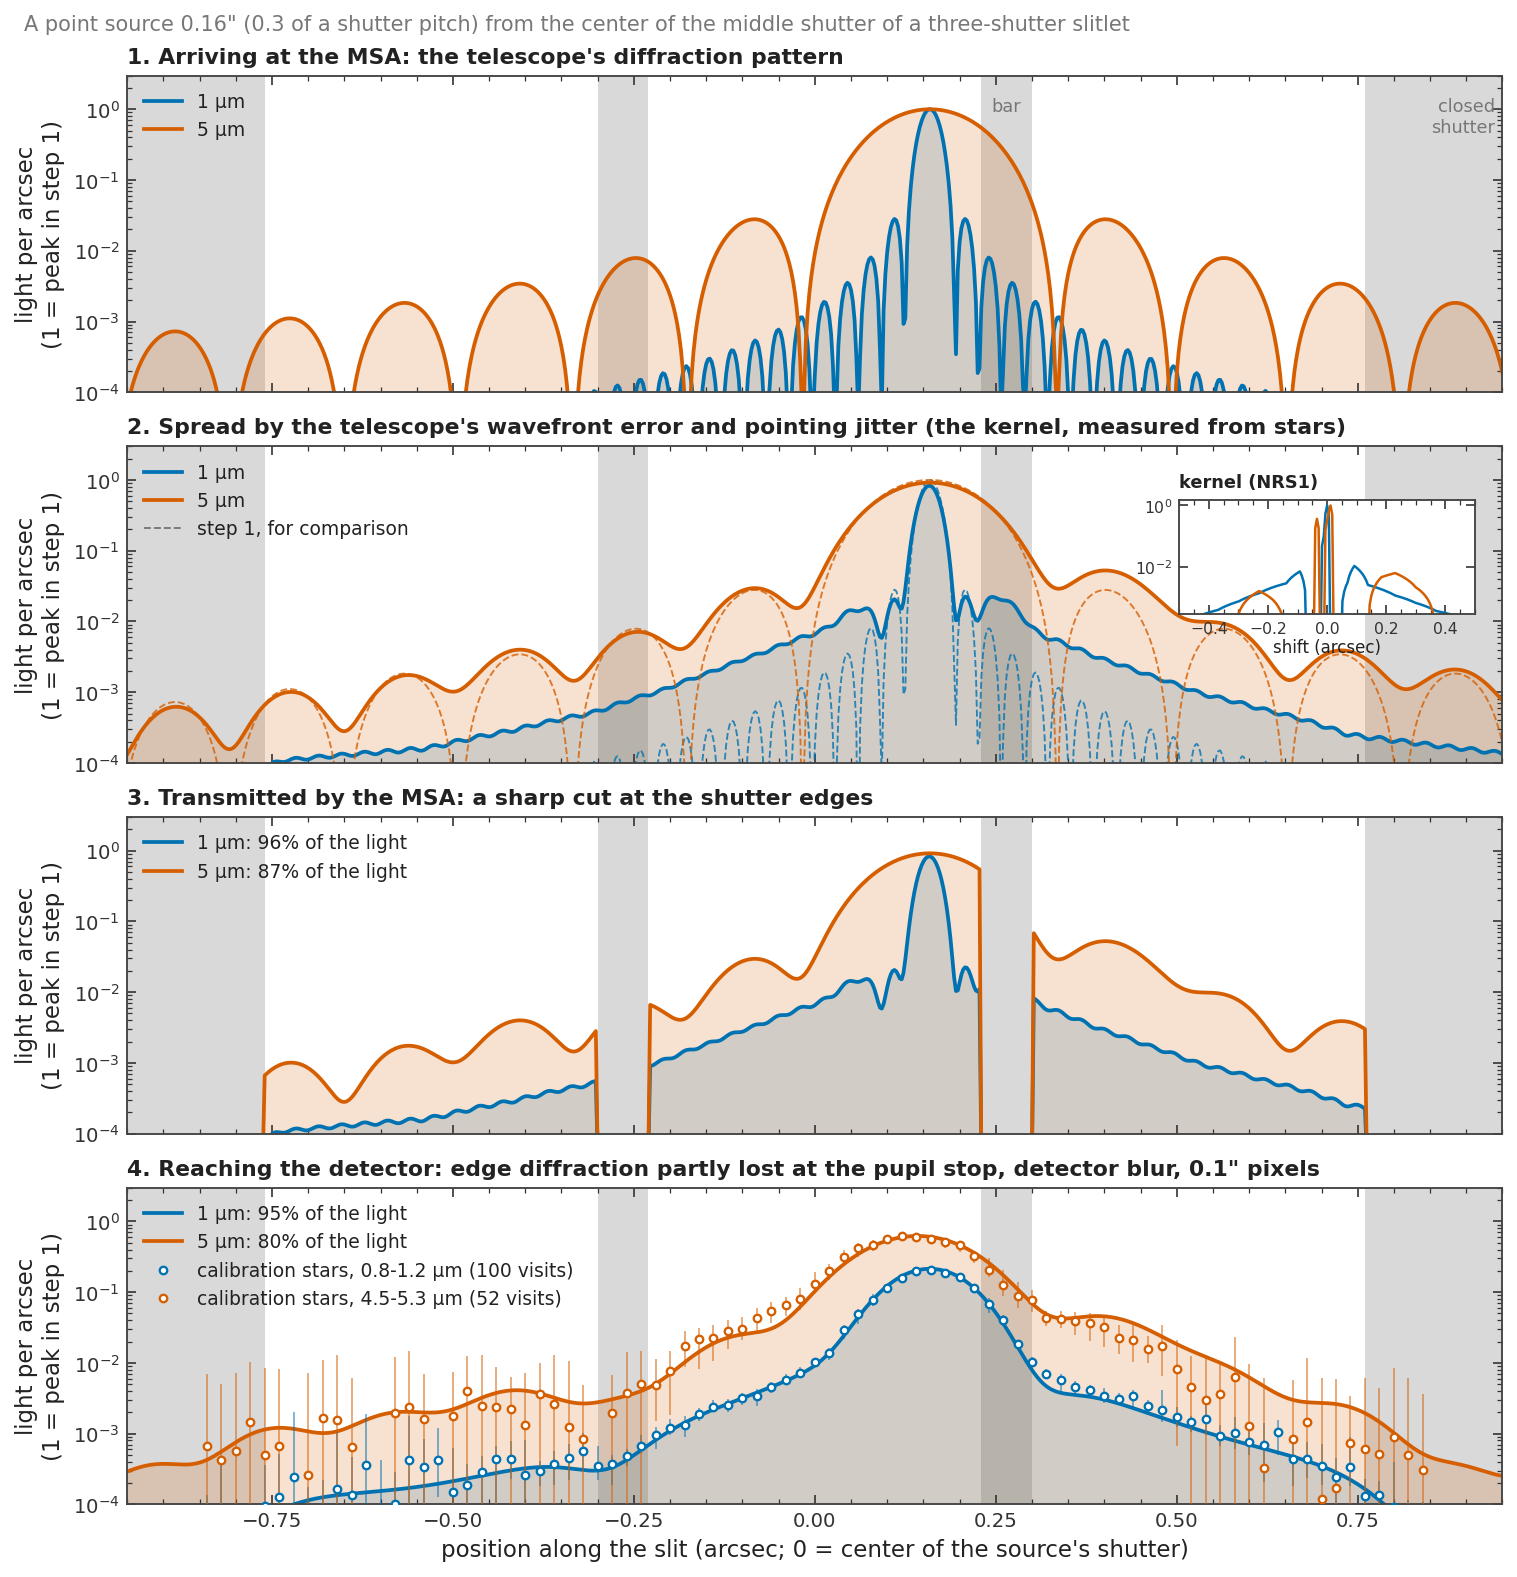 A point source 0.16" (0.3 of a shutter pitch) from the center of the middle shutter of a three-shutter slitlet
1. Arriving at the MSA: the telescope's diffraction pattern
light per arcsec
(1 = peak in step 1)
10⁰
10⁻¹
10⁻²
10⁻³
10⁻⁴
1 µm
5 µm
bar
closed
shutter
2. Spread by the telescope's wavefront error and pointing jitter (the kernel, measured from stars)
light per arcsec
(1 = peak in step 1)
10⁰
10⁻¹
10⁻²
10⁻³
10⁻⁴
1 µm
5 µm
step 1, for comparison
kernel (NRS1)
10⁰
10⁻²
−0.4 −0.2 0.0 0.2 0.4
shift (arcsec)
3. Transmitted by the MSA: a sharp cut at the shutter edges
light per arcsec
(1 = peak in step 1)
10⁰
10⁻¹
10⁻²
10⁻³
10⁻⁴
1 µm: 96% of the light
5 µm: 87% of the light
4. Reaching the detector: edge diffraction partly lost at the pupil stop, detector blur, 0.1" pixels
light per arcsec
(1 = peak in step 1)
10⁰
10⁻¹
10⁻²
10⁻³
10⁻⁴
1 µm: 95% of the light
5 µm: 80% of the light
calibration stars, 0.8-1.2 µm (100 visits)
calibration stars, 4.5-5.3 µm (52 visits)
−0.75 −0.50 −0.25 0.00 0.25 0.50 0.75
position along the slit (arcsec; 0 = center of the source's shutter)